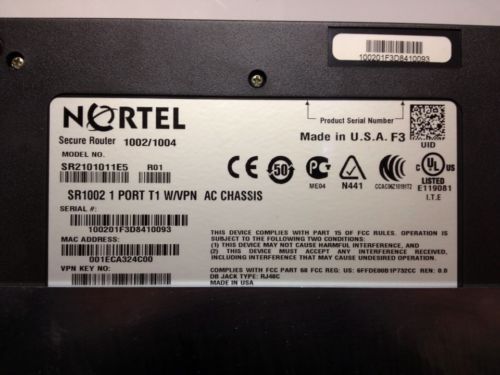 100201F3D8410093
Product Serial Number
NORTEL
Secure Router 1002/1004
Made in U.S.A. F3
UID
MODEL NO.
SR2101011E5 R01
SR1002 1 PORT T1 W/VPN AC CHASSIS
CE 50 ME04 N441 UL US
LISTED
E119081
I.T.E
SERIAL #:
100201F3D8410093
MAC ADDRESS:
001ECA324C00
VPN KEY NO:
THIS DEVICE COMPLIES WITH PART 15 OF FCC RULES. OPERATION IS
SUBJECT TO THE FOLLOWING TWO CONDITIONS:
(1) THIS DEVICE MAY NOT CAUSE HARMFUL INTERFERENCE, AND
(2) THIS DEVICE MUST ACCEPT ANY INTERFERENCE RECEIVED,
INCLUDING INTERFERENCE THAT MAY CAUSE UNDESIRED OPERATION.
COMPLIES WITH FCC PART 68 FCC REG: US: 6FFDE00B1P732CC REN: 0.0
DB JACK TYPE: RJ48C
MADE IN USA